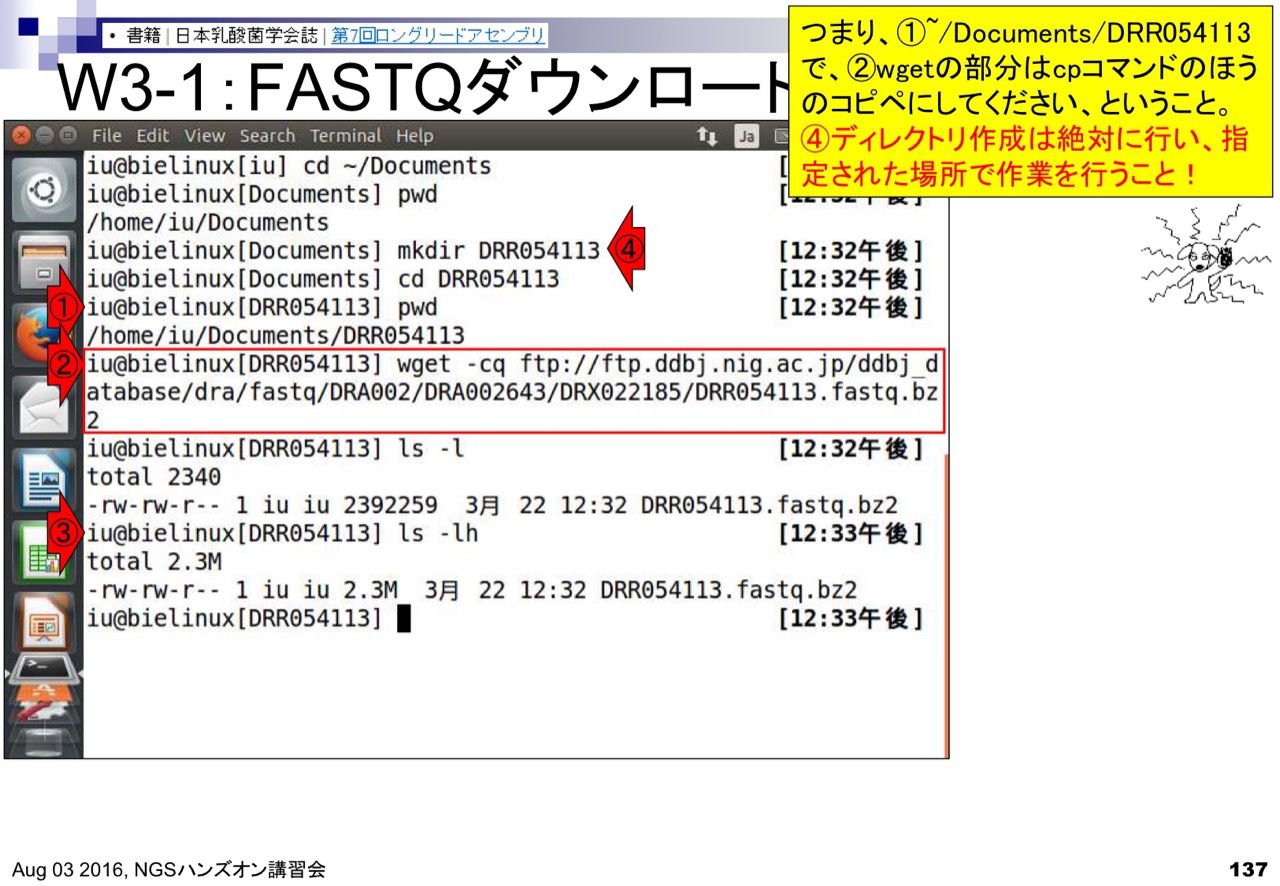 • 書籍 | 日本乳酸菌学会誌 | 第7回ロングリードアセンブリ
W3-1：FASTQダウンロード
つまり、①~/Documents/DRR054113
で、②wgetの部分はcpコマンドのほう
のコピペにしてください、ということ。
④ディレクトリ作成は絶対に行い、指
定された場所で作業を行うこと！
File Edit View Search Terminal Help
Ja
iu@bielinux[iu] cd ~/Documents
iu@bielinux[Documents] pwd
/home/iu/Documents
iu@bielinux[Documents] mkdir DRR054113 ④ [12:32午後]
iu@bielinux[Documents] cd DRR054113 [12:32午後]
① iu@bielinux[DRR054113] pwd [12:32午後]
/home/iu/Documents/DRR054113
② iu@bielinux[DRR054113] wget -cq ftp://ftp.ddbj.nig.ac.jp/ddbj_d
atabase/dra/fastq/DRA002/DRA002643/DRX022185/DRR054113.fastq.bz
2
iu@bielinux[DRR054113] ls -l [12:32午後]
total 2340
-rw-rw-r-- 1 iu iu 2392259 3月 22 12:32 DRR054113.fastq.bz2
③ iu@bielinux[DRR054113] ls -lh [12:33午後]
total 2.3M
-rw-rw-r-- 1 iu iu 2.3M 3月 22 12:32 DRR054113.fastq.bz2
iu@bielinux[DRR054113] [12:33午後]
Aug 03 2016, NGSハンズオン講習会
137